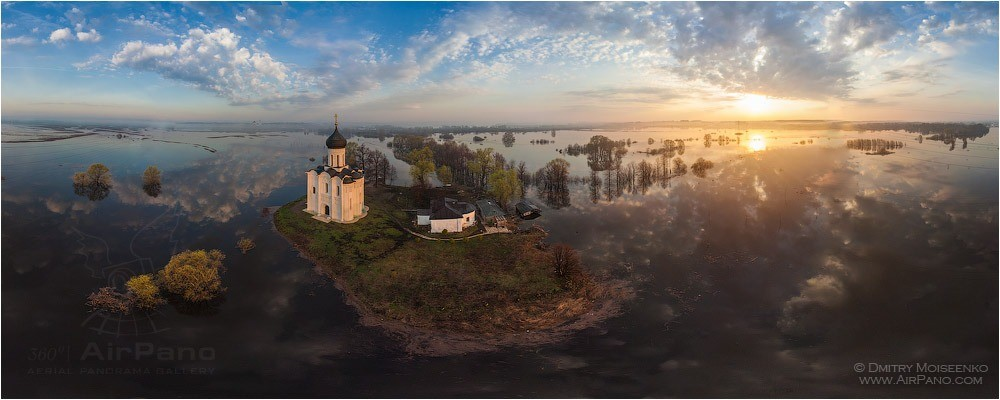 360°
AirPano
Aerial Panorama Gallery
© Dmitry Moiseenko
www.AirPano.com